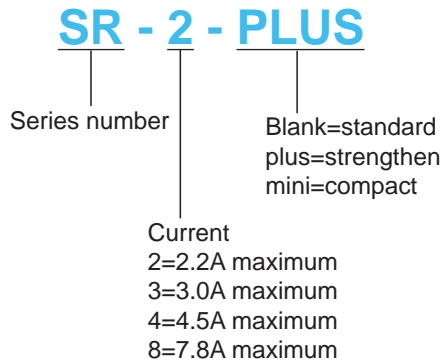 SR - 2 - PLUS
Series number
Blank=standard
plus=strengthen
mini=compact
Current
2=2.2A maximum
3=3.0A maximum
4=4.5A maximum
8=7.8A maximum